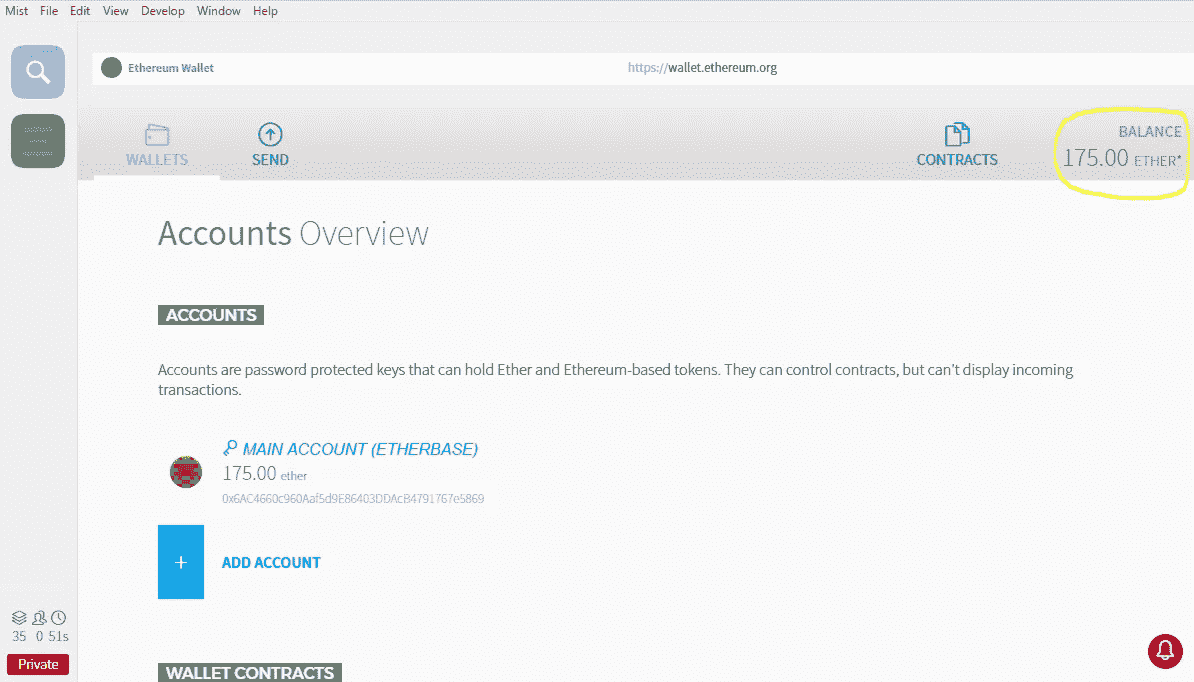 Mist File Edit View Develop Window Help
Ethereum Wallet
https://wallet.ethereum.org
WALLETS
SEND
CONTRACTS
BALANCE
175.00 ETHER*
Accounts Overview
ACCOUNTS
Accounts are password protected keys that can hold Ether and Ethereum-based tokens. They can control contracts, but can't display incoming
transactions.
MAIN ACCOUNT (ETHERBASE)
175.00 ether
0x6AC4660c960Aaf5d9E86403DDAcB4791767e5869
+
ADD ACCOUNT
35 0 51s
Private
WALLET CONTRACTS